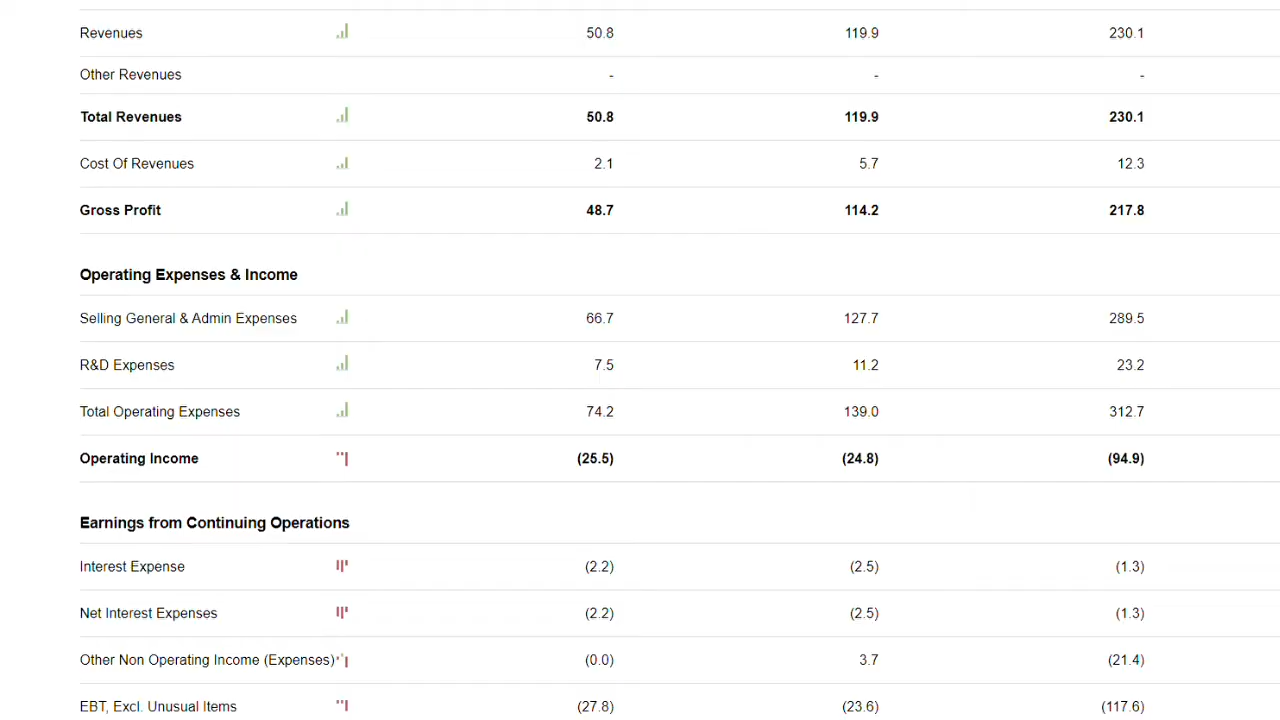 Revenues 50.8 119.9 230.1
Other Revenues - - -
Total Revenues 50.8 119.9 230.1
Cost Of Revenues 2.1 5.7 12.3
Gross Profit 48.7 114.2 217.8
Operating Expenses & Income
Selling General & Admin Expenses 66.7 127.7 289.5
R&D Expenses 7.5 11.2 23.2
Total Operating Expenses 74.2 139.0 312.7
Operating Income (25.5) (24.8) (94.9)
Earnings from Continuing Operations
Interest Expense (2.2) (2.5) (1.3)
Net Interest Expenses (2.2) (2.5) (1.3)
Other Non Operating Income (Expenses) (0.0) 3.7 (21.4)
EBT, Excl. Unusual Items (27.8) (23.6) (117.6)